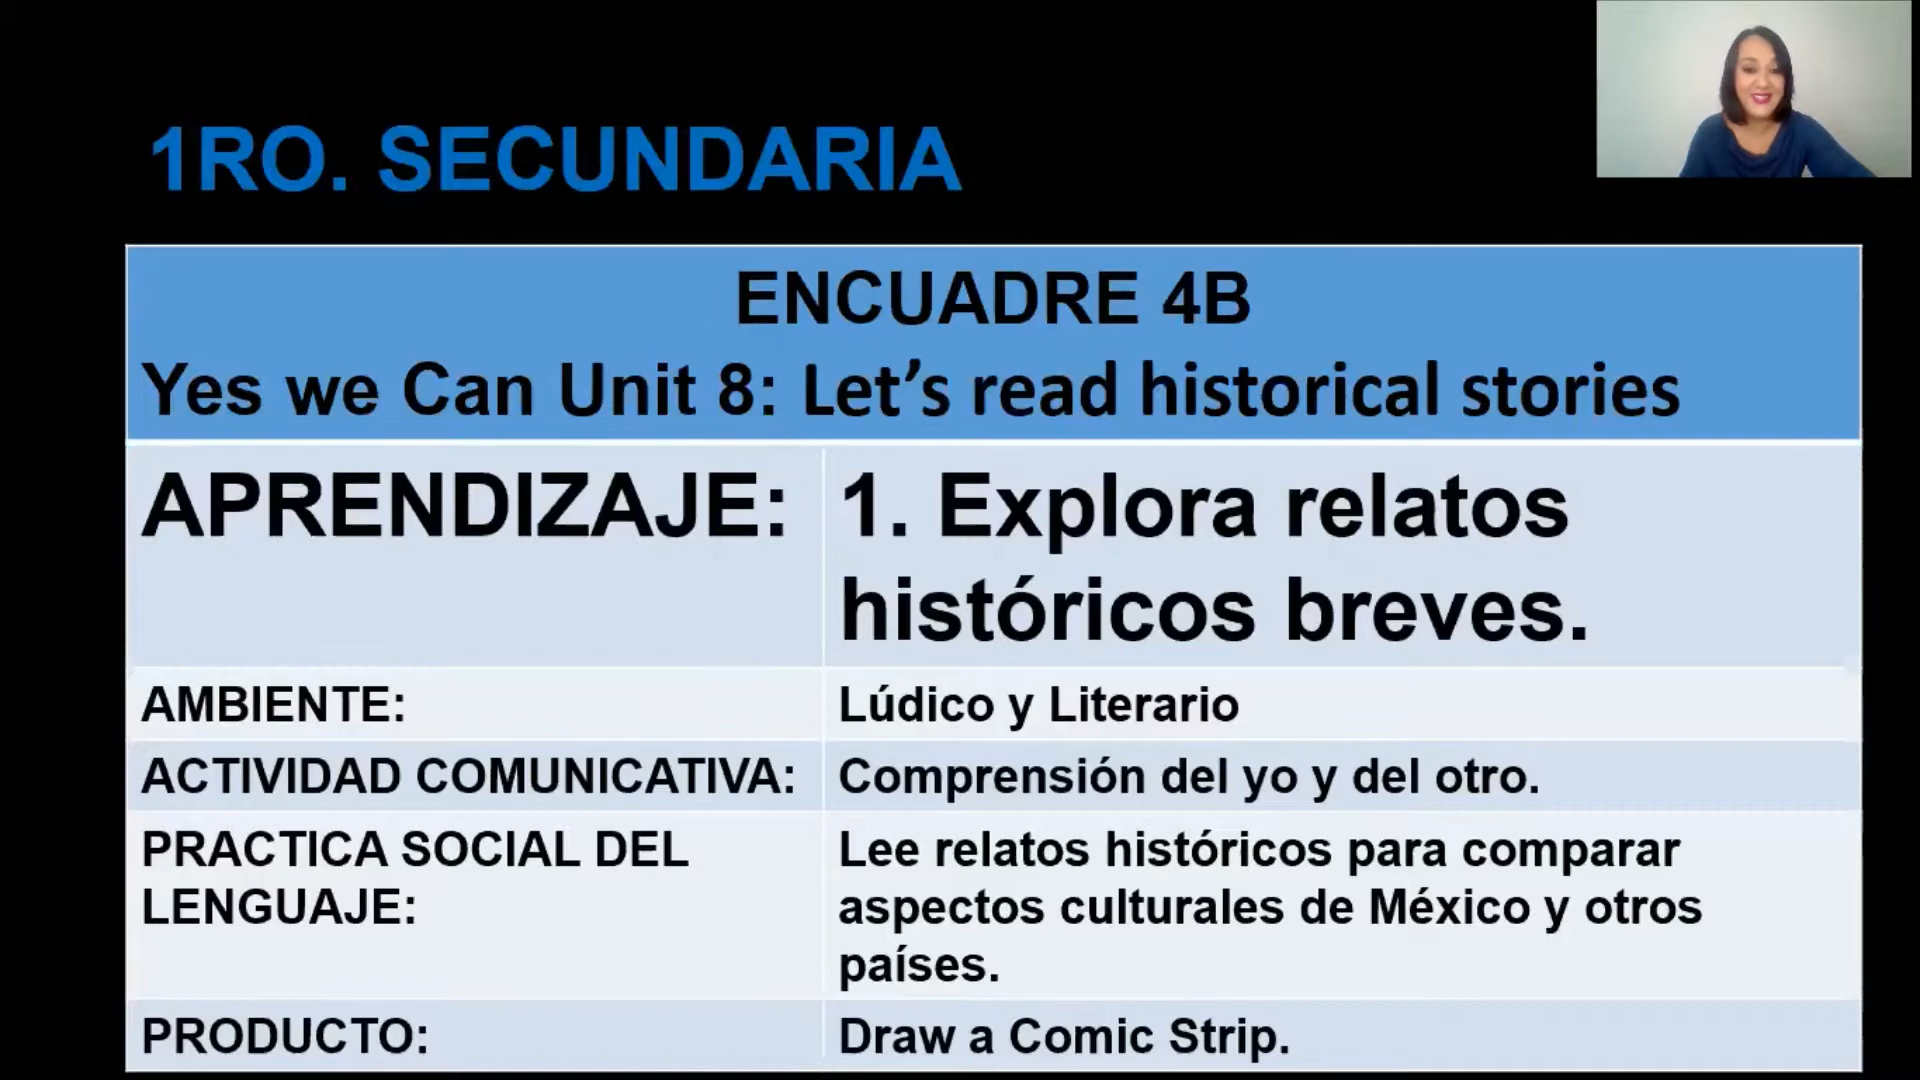 1RO. SECUNDARIA
ENCUADRE 4B
Yes we Can Unit 8: Let’s read historical stories
APRENDIZAJE:
1. Explora relatos
históricos breves.
AMBIENTE:
Lúdico y Literario
ACTIVIDAD COMUNICATIVA:
Comprensión del yo y del otro.
PRACTICA SOCIAL DEL
LENGUAJE:
Lee relatos históricos para comparar
aspectos culturales de México y otros
países.
PRODUCTO:
Draw a Comic Strip.